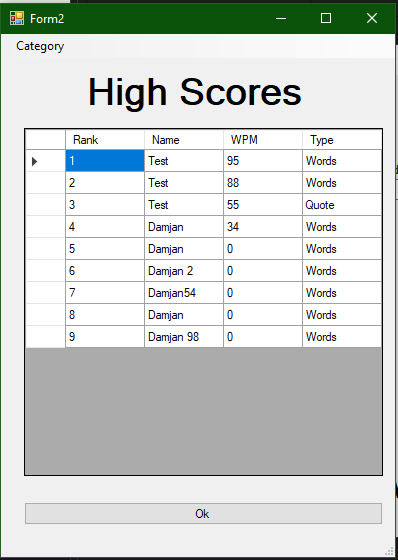 Form2
Category
High Scores
Rank Name WPM Type
1 Test 95 Words
2 Test 88 Words
3 Test 55 Quote
4 Damjan 34 Words
5 Damjan 0 Words
6 Damjan 2 0 Words
7 Damjan54 0 Words
8 Damjan 0 Words
9 Damjan 98 0 Words
Ok